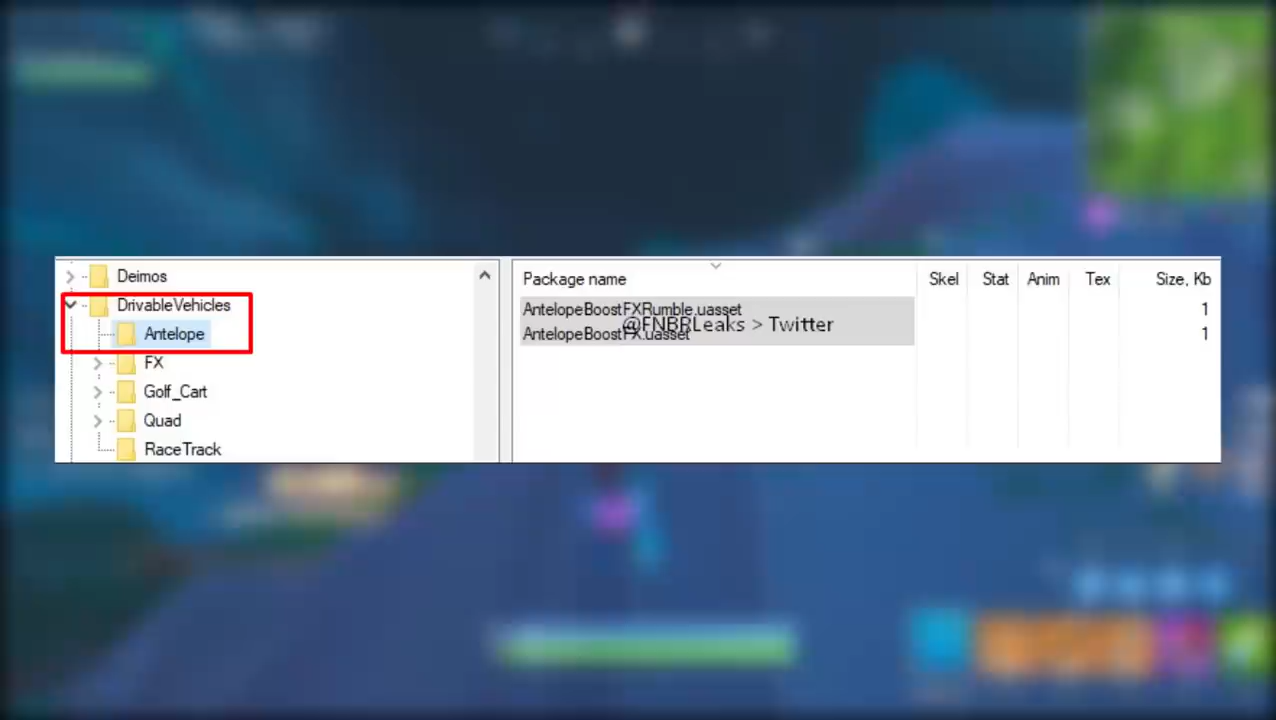 Deimos
DrivableVehicles
Antelope
FX
Golf_Cart
Quad
RaceTrack
Package name Skel Stat Anim Tex Size, Kb
AntelopeBoostFXRumble.uasset 1
@FNBRLeaks > Twitter
AntelopeBoostFX.uasset 1